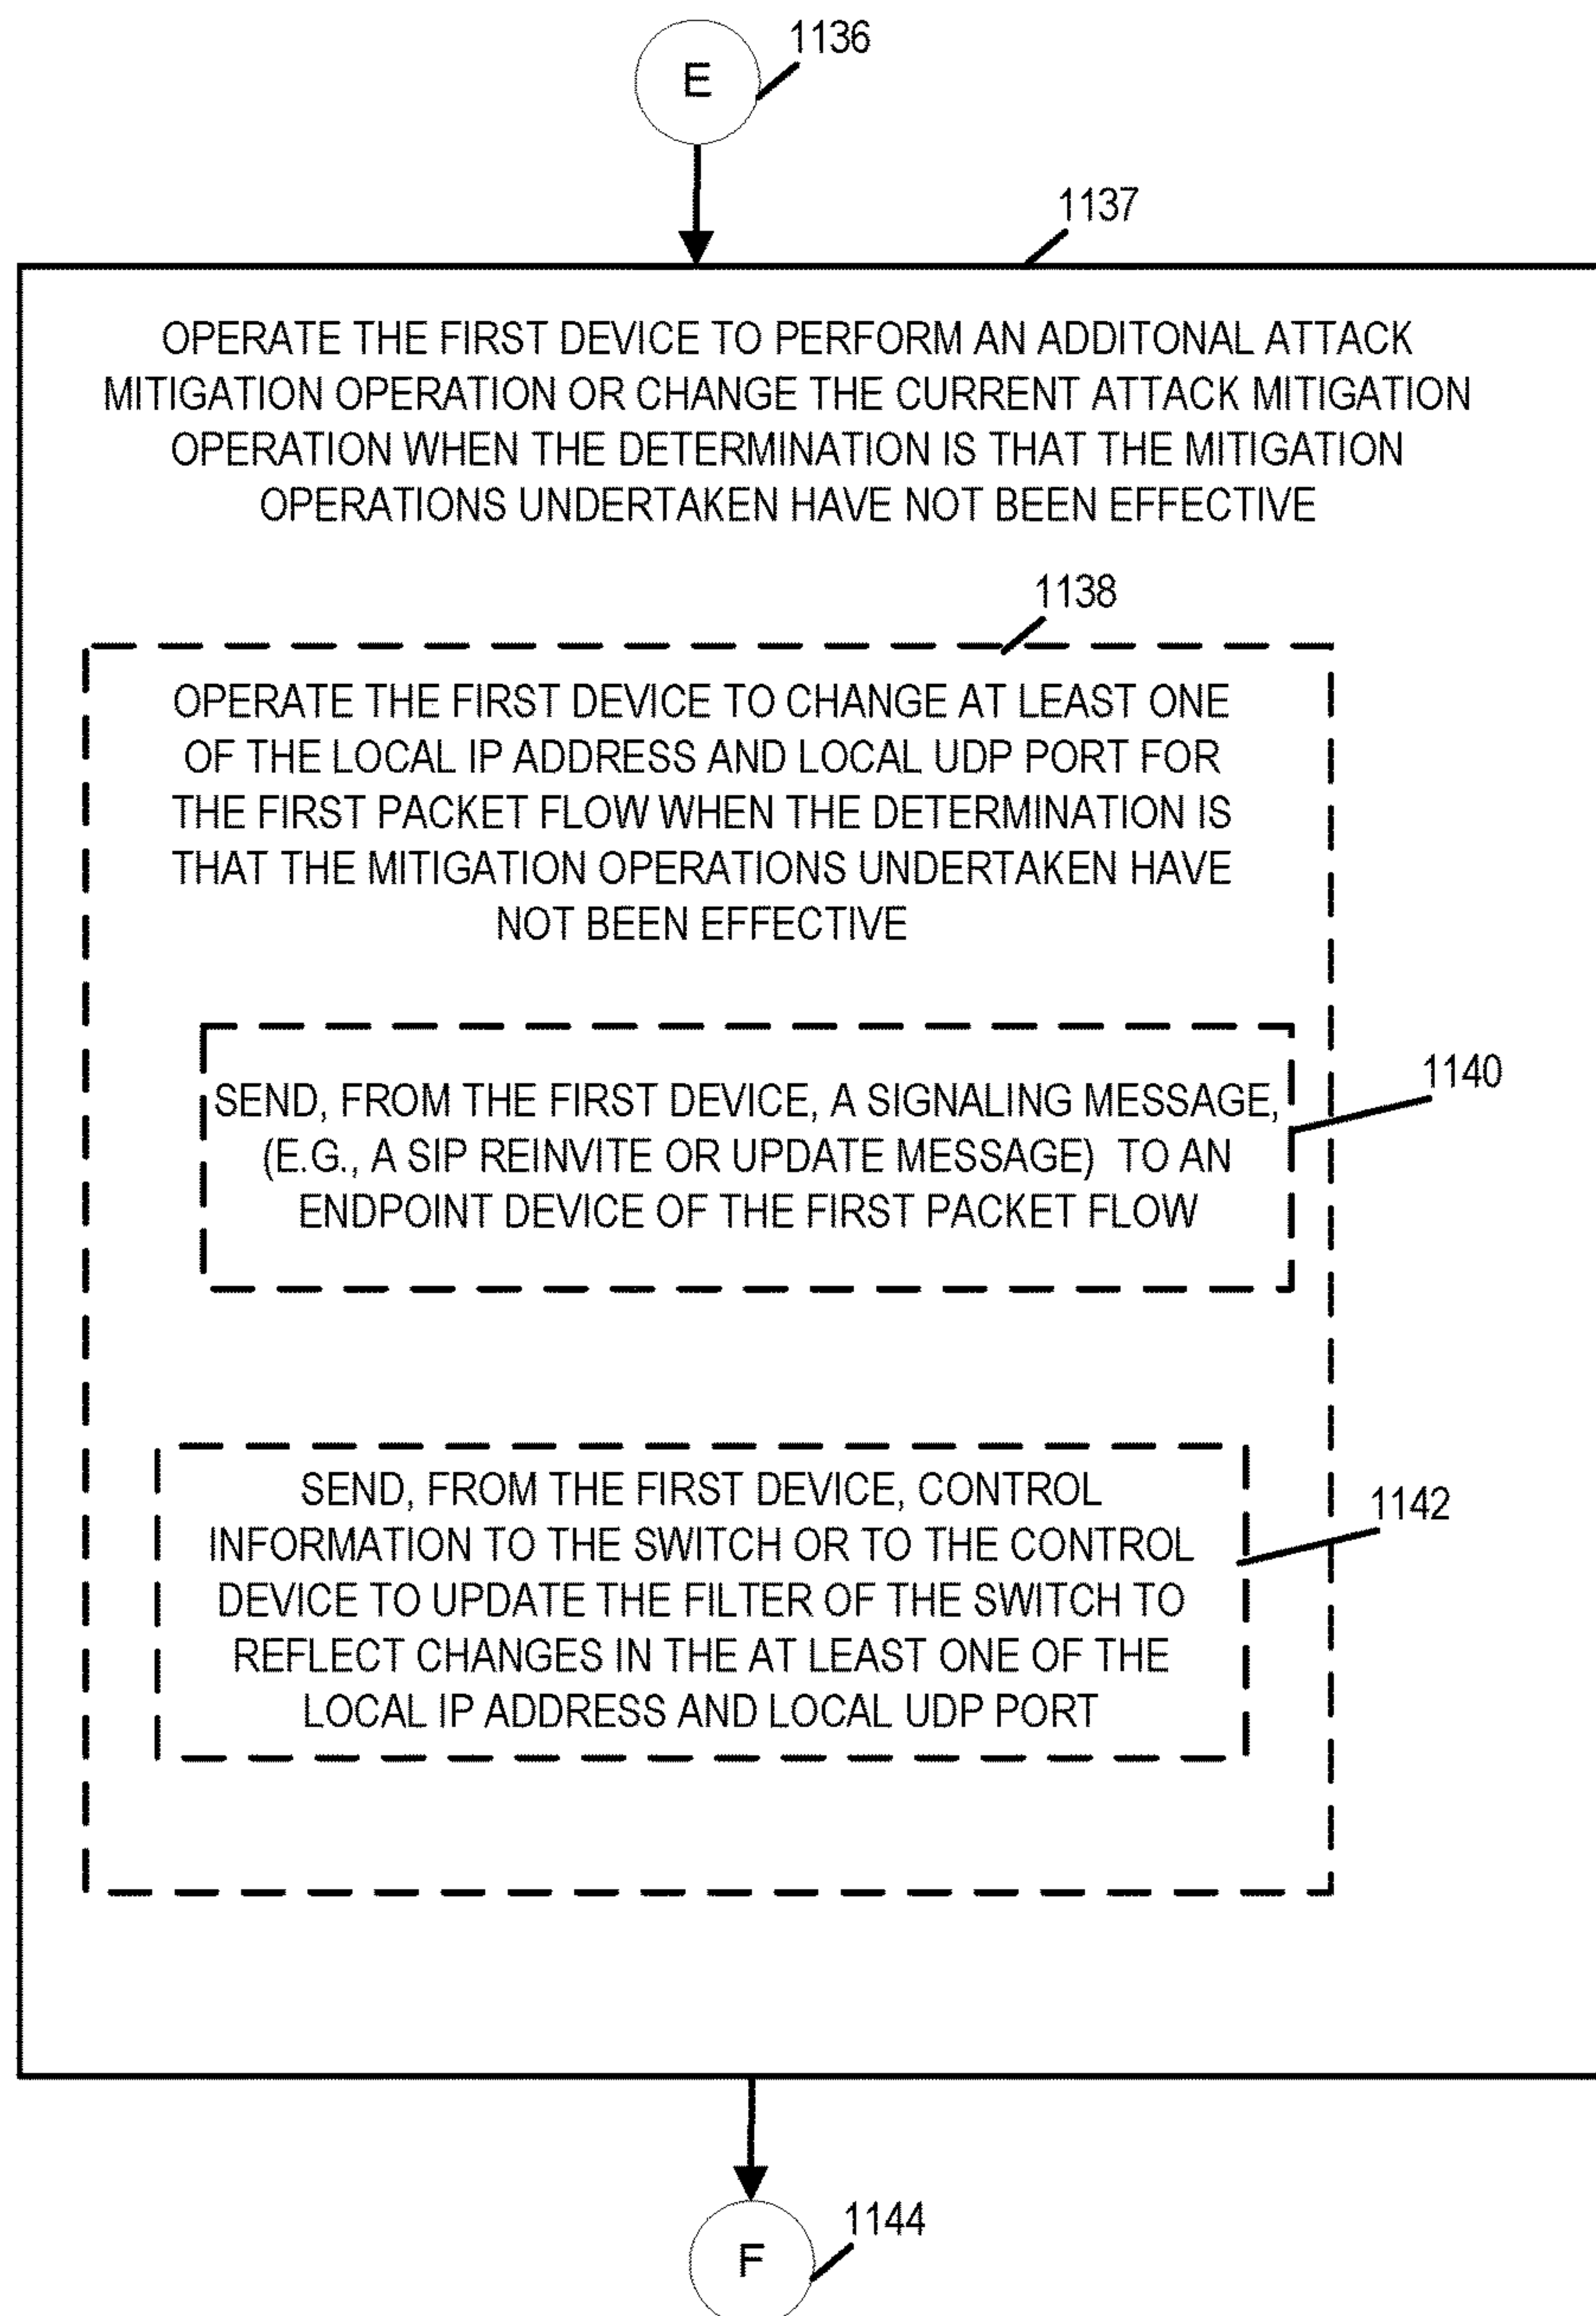 E
1136
1137
OPERATE THE FIRST DEVICE TO PERFORM AN ADDITONAL ATTACK
MITIGATION OPERATION OR CHANGE THE CURRENT ATTACK MITIGATION
OPERATION WHEN THE DETERMINATION IS THAT THE MITIGATION
OPERATIONS UNDERTAKEN HAVE NOT BEEN EFFECTIVE
1138
OPERATE THE FIRST DEVICE TO CHANGE AT LEAST ONE
OF THE LOCAL IP ADDRESS AND LOCAL UDP PORT FOR
THE FIRST PACKET FLOW WHEN THE DETERMINATION IS
THAT THE MITIGATION OPERATIONS UNDERTAKEN HAVE
NOT BEEN EFFECTIVE
1140
SEND, FROM THE FIRST DEVICE, A SIGNALING MESSAGE,
(E.G., A SIP REINVITE OR UPDATE MESSAGE) TO AN
ENDPOINT DEVICE OF THE FIRST PACKET FLOW
1142
SEND, FROM THE FIRST DEVICE, CONTROL
INFORMATION TO THE SWITCH OR TO THE CONTROL
DEVICE TO UPDATE THE FILTER OF THE SWITCH TO
REFLECT CHANGES IN THE AT LEAST ONE OF THE
LOCAL IP ADDRESS AND LOCAL UDP PORT
1144
F